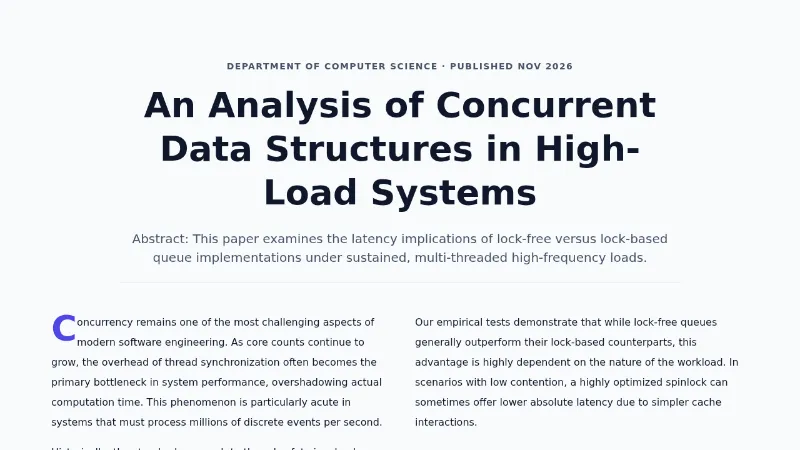 DEPARTMENT OF COMPUTER SCIENCE · PUBLISHED NOV 2026
An Analysis of Concurrent
Data Structures in High-
Load Systems
Abstract: This paper examines the latency implications of lock-free versus lock-based
queue implementations under sustained, multi-threaded high-frequency loads.
Concurrency remains one of the most challenging aspects of
modern software engineering. As core counts continue to
grow, the overhead of thread synchronization often becomes the
primary bottleneck in system performance, overshadowing actual
computation time. This phenomenon is particularly acute in
systems that must process millions of discrete events per second.
Our empirical tests demonstrate that while lock-free queues
generally outperform their lock-based counterparts, this
advantage is highly dependent on the nature of the workload. In
scenarios with low contention, a highly optimized spinlock can
sometimes offer lower absolute latency due to simpler cache
interactions.